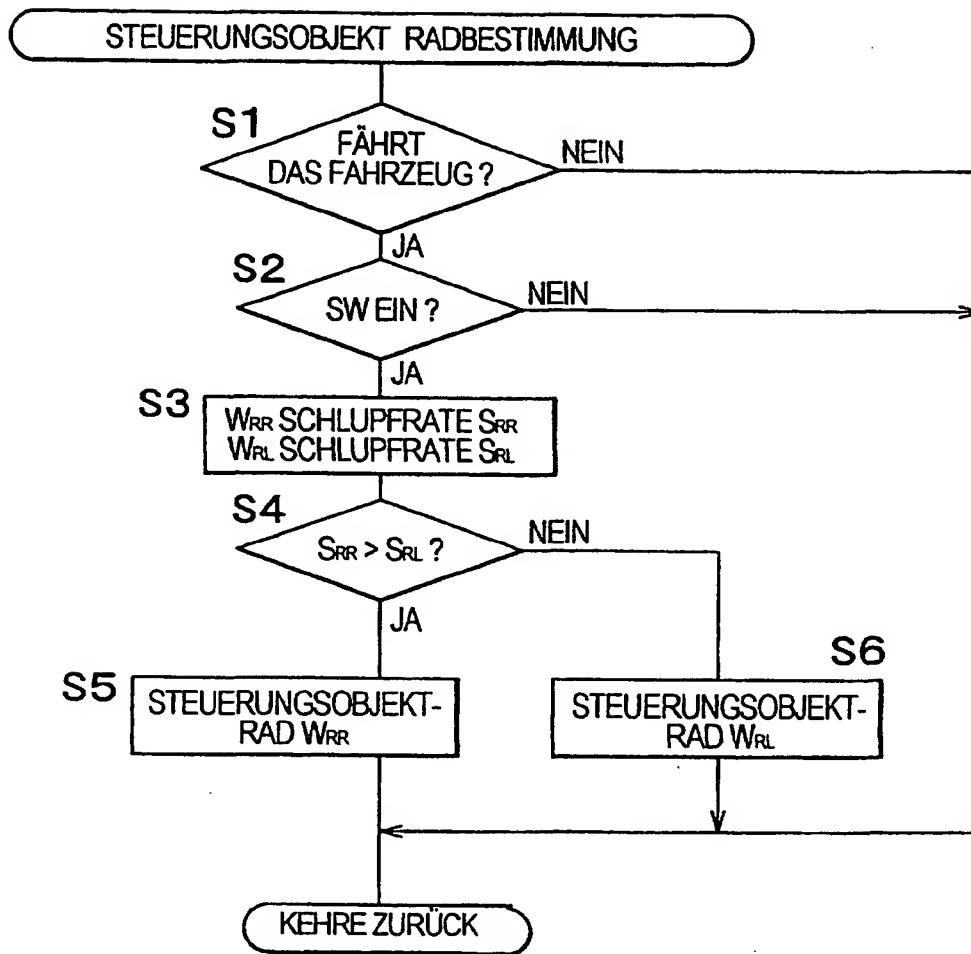 STEUERUNGSOBJEKT RADBESTIMMUNG
S1
FÄHRT
DAS FAHRZEUG ?
NEIN
JA
S2
SW EIN ?
NEIN
JA
S3
WRR SCHLUPFRATE SRR
WRL SCHLUPFRATE SRL
S4
SRR > SRL ?
NEIN
JA
S5
STEUERUNGSOBJEKT-
RAD WRR
S6
STEUERUNGSOBJEKT-
RAD WRL
KEHRE ZURÜCK